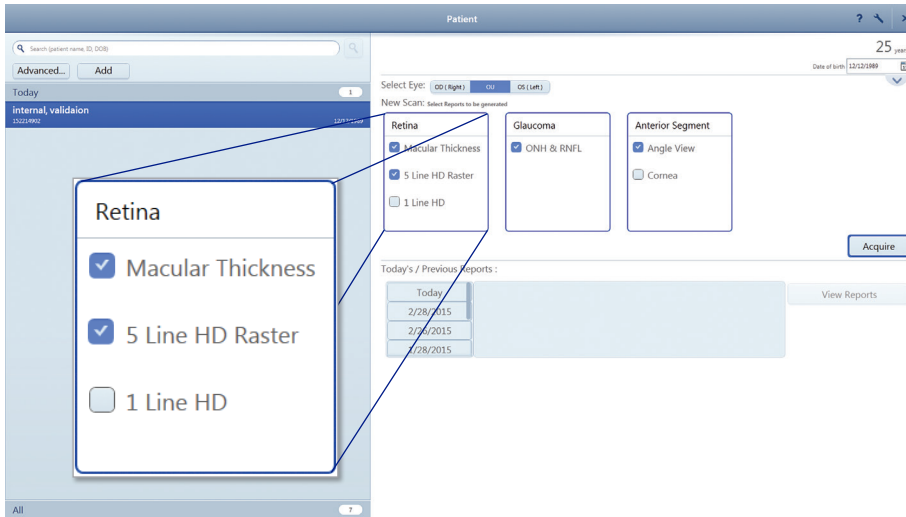 Patient
?
Search (patient name, ID, DOB)
Advanced...
Add
Today
1
internal, validaion
152214902
25 year
Date of birth 12/12/1989
Select Eye: OD ( Right ) OU OS ( Left )
New Scan: Select Reports to be generated
Retina
Macular Thickness
5 Line HD Raster
1 Line HD
Glaucoma
ONH & RNFL
Anterior Segment
Angle View
Cornea
Acquire
Retina
Macular Thickness
5 Line HD Raster
1 Line HD
Today's / Previous Reports :
Today
2/28/2015
2/26/2015
1/28/2015
View Reports
All
7